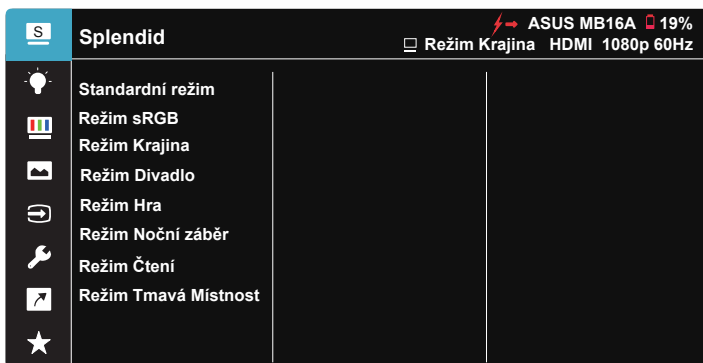 S
Splendid
ASUS MB16A 19%
Režim Krajina HDMI 1080p 60Hz
Standardní režim
Režim sRGB
Režim Krajina
Režim Divadlo
Režim Hra
Režim Noční záběr
Režim Čtení
Režim Tmavá Místnost